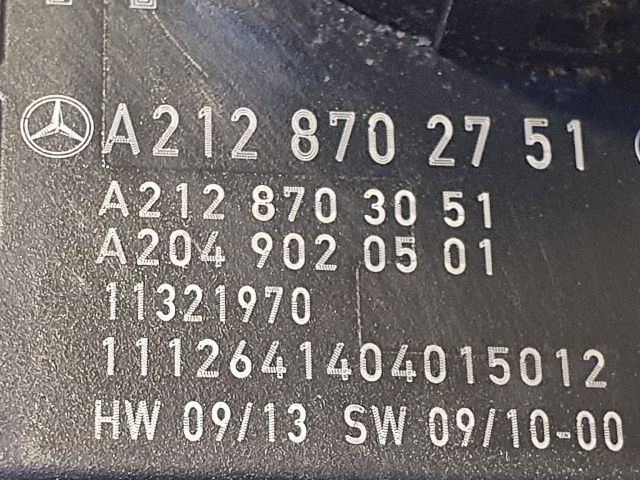 A212 870 27 51
A212 870 30 51
A204 902 05 01
11321970
1112641404015012
HW 09/13 SW 09/10-00